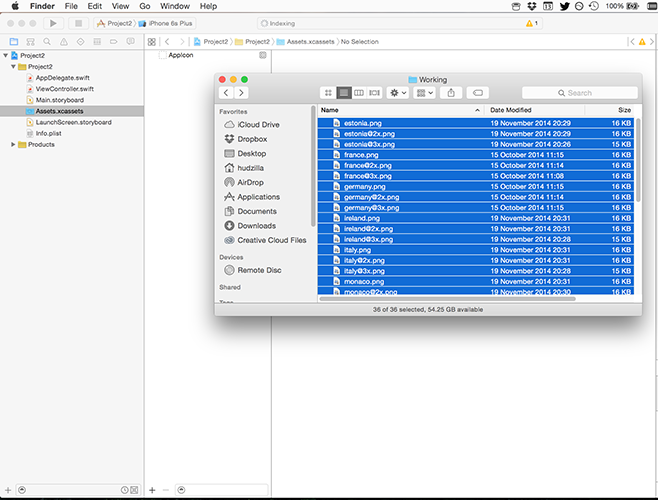 Finder File Edit View Go Window Help 100%
Project2 iPhone 6s Plus Indexing 1
Project2 Project2 Assets.xcassets No Selection
Project2
Project2
AppDelegate.swift
ViewController.swift
Main.storyboard
Assets.xcassets
LaunchScreen.storyboard
Info.plist
Products
AppIcon
Working
Search
Favorites
iCloud Drive
Dropbox
Desktop
hudzilla
AirDrop
Applications
Documents
Downloads
Creative Cloud Files
Devices
Remote Disc
Shared
Tags
Name Date Modified Size
estonia.png 19 November 2014 20:29 16 KB
estonia@2x.png 19 November 2014 20:29 16 KB
estonia@3x.png 19 November 2014 20:26 15 KB
france.png 15 October 2014 11:15 16 KB
france@2x.png 15 October 2014 11:14 16 KB
france@3x.png 15 October 2014 11:08 16 KB
germany.png 15 October 2014 11:15 16 KB
germany@2x.png 15 October 2014 11:14 16 KB
germany@3x.png 15 October 2014 11:15 16 KB
ireland.png 19 November 2014 20:31 16 KB
ireland@2x.png 19 November 2014 20:31 16 KB
ireland@3x.png 19 November 2014 20:28 15 KB
italy.png 19 November 2014 20:31 16 KB
italy@2x.png 19 November 2014 20:31 16 KB
italy@3x.png 19 November 2014 20:28 15 KB
monaco.png 19 November 2014 20:31 16 KB
monaco@2x.png 19 November 2014 20:30 16 KB
36 of 36 selected, 54.25 GB available